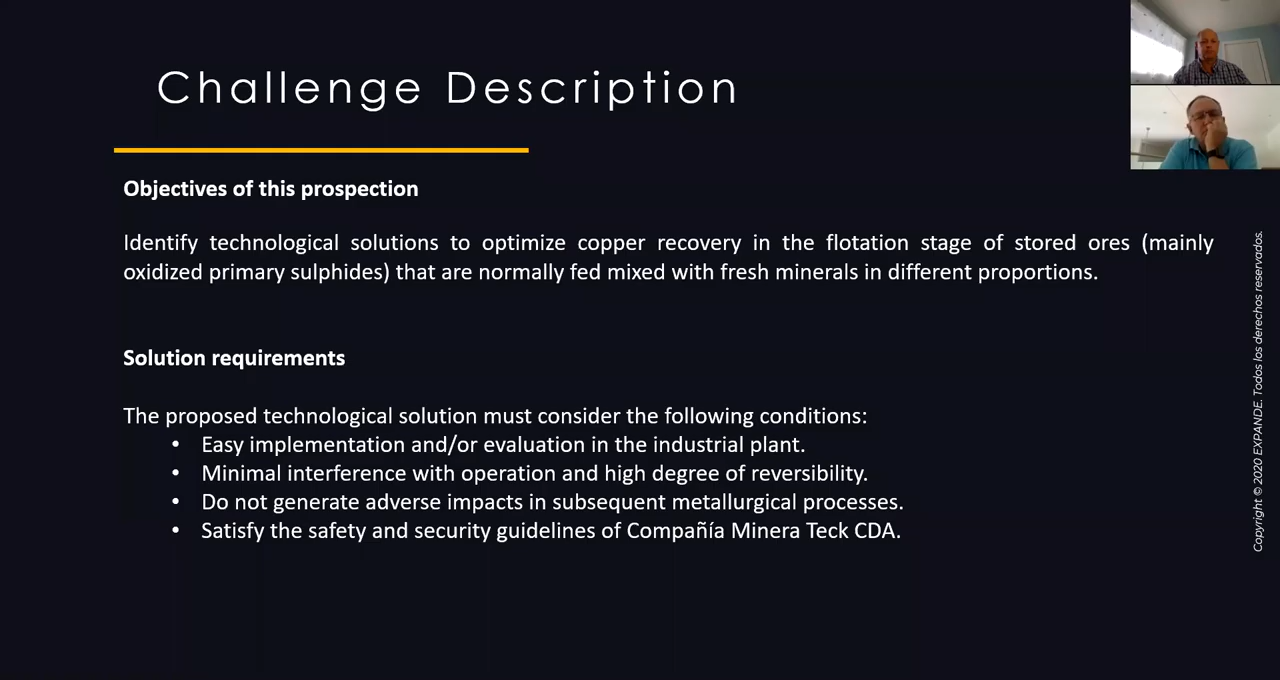 Challenge Description
Objectives of this prospection
Identify technological solutions to optimize copper recovery in the flotation stage of stored ores (mainly
oxidized primary sulphides) that are normally fed mixed with fresh minerals in different proportions.
Solution requirements
The proposed technological solution must consider the following conditions:
• Easy implementation and/or evaluation in the industrial plant.
• Minimal interference with operation and high degree of reversibility.
• Do not generate adverse impacts in subsequent metallurgical processes.
• Satisfy the safety and security guidelines of Compañía Minera Teck CDA.
Copyright © 2020 EXPANDE. Todos los derechos reservados.